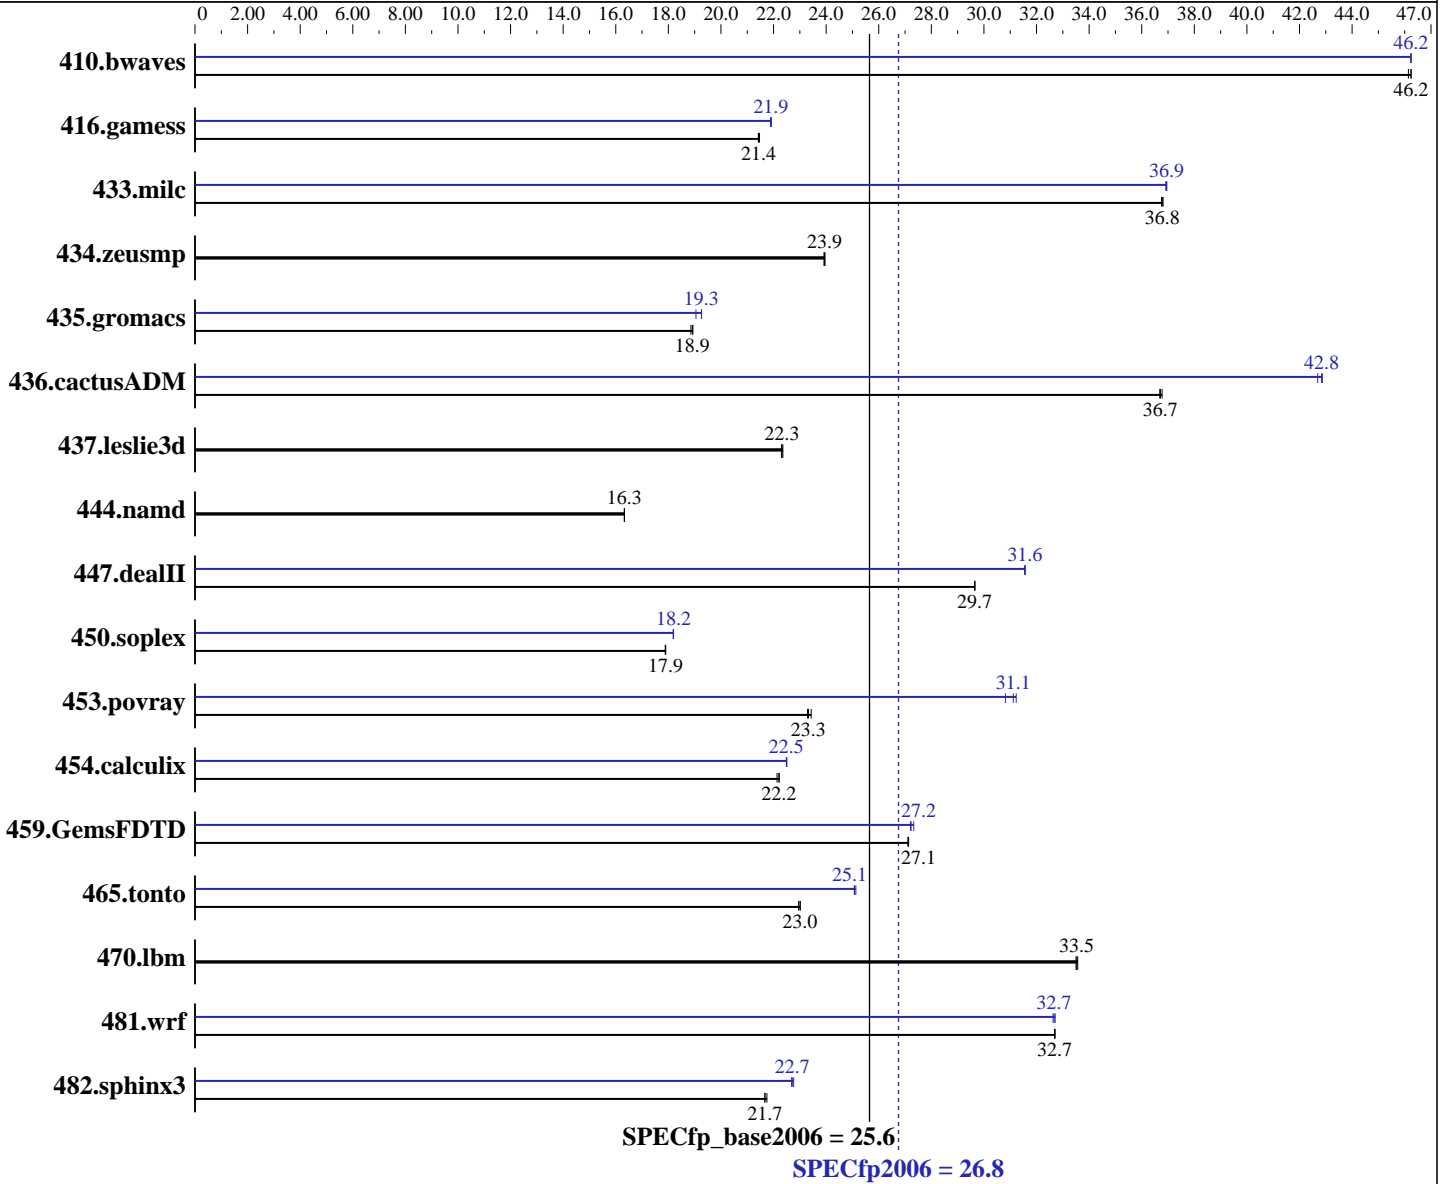 0 2.00 4.00 6.00 8.00 10.0 12.0 14.0 16.0 18.0 20.0 22.0 24.0 26.0 28.0 30.0 32.0 34.0 36.0 38.0 40.0 42.0 44.0 47.0
46.2
410.bwaves
46.2
21.9
416.gamess
21.4
36.9
433.milc
36.8
23.9
434.zeusmp
19.3
435.gromacs
18.9
42.8
436.cactusADM
36.7
22.3
437.leslie3d
16.3
444.namd
31.6
447.dealII
29.7
18.2
450.soplex
17.9
31.1
453.povray
23.3
22.5
454.calculix
22.2
27.2
459.GemsFDTD
27.1
25.1
465.tonto
23.0
33.5
470.lbm
32.7
481.wrf
32.7
22.7
482.sphinx3
21.7
SPECfp_base2006 = 25.6
SPECfp2006 = 26.8